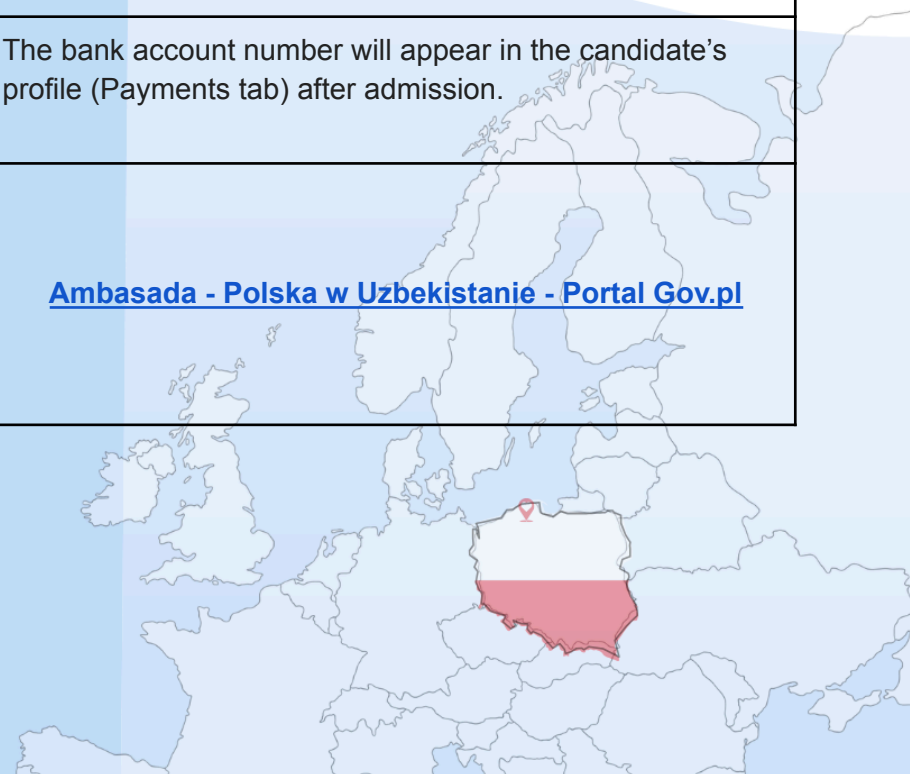 The bank account number will appear in the candidate’s
profile (Payments tab) after admission.
Ambasada - Polska w Uzbekistanie - Portal Gov.pl